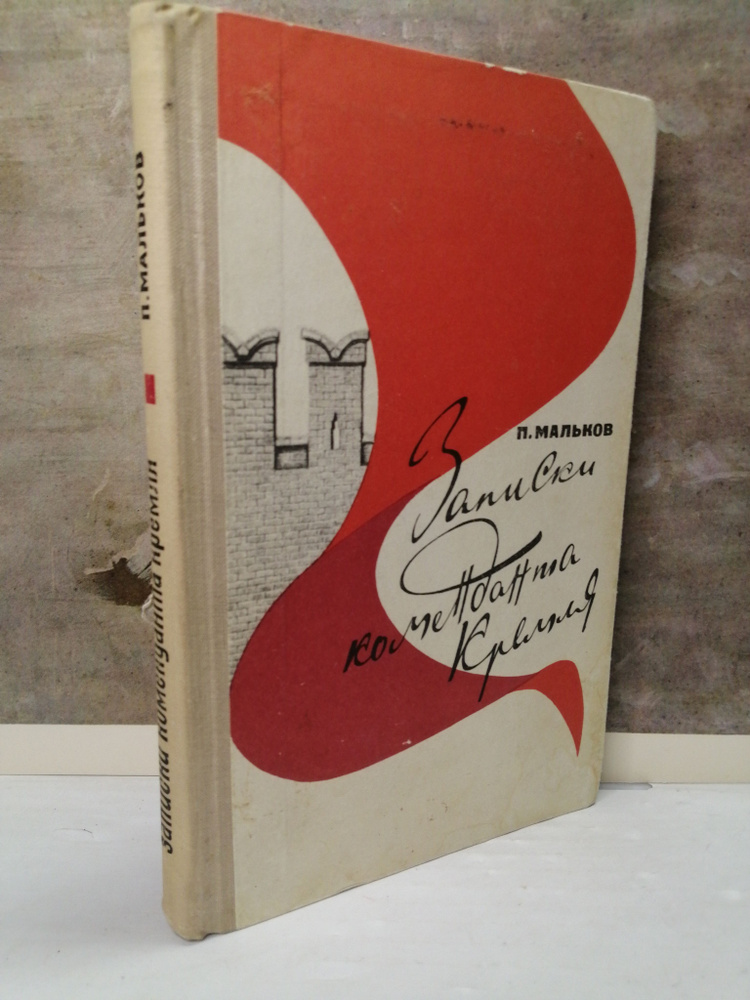 П. МАЛЬКОВ
Записки
коменданта
Кремля
П. МАЛЬКОВ
Записки коменданта Кремля